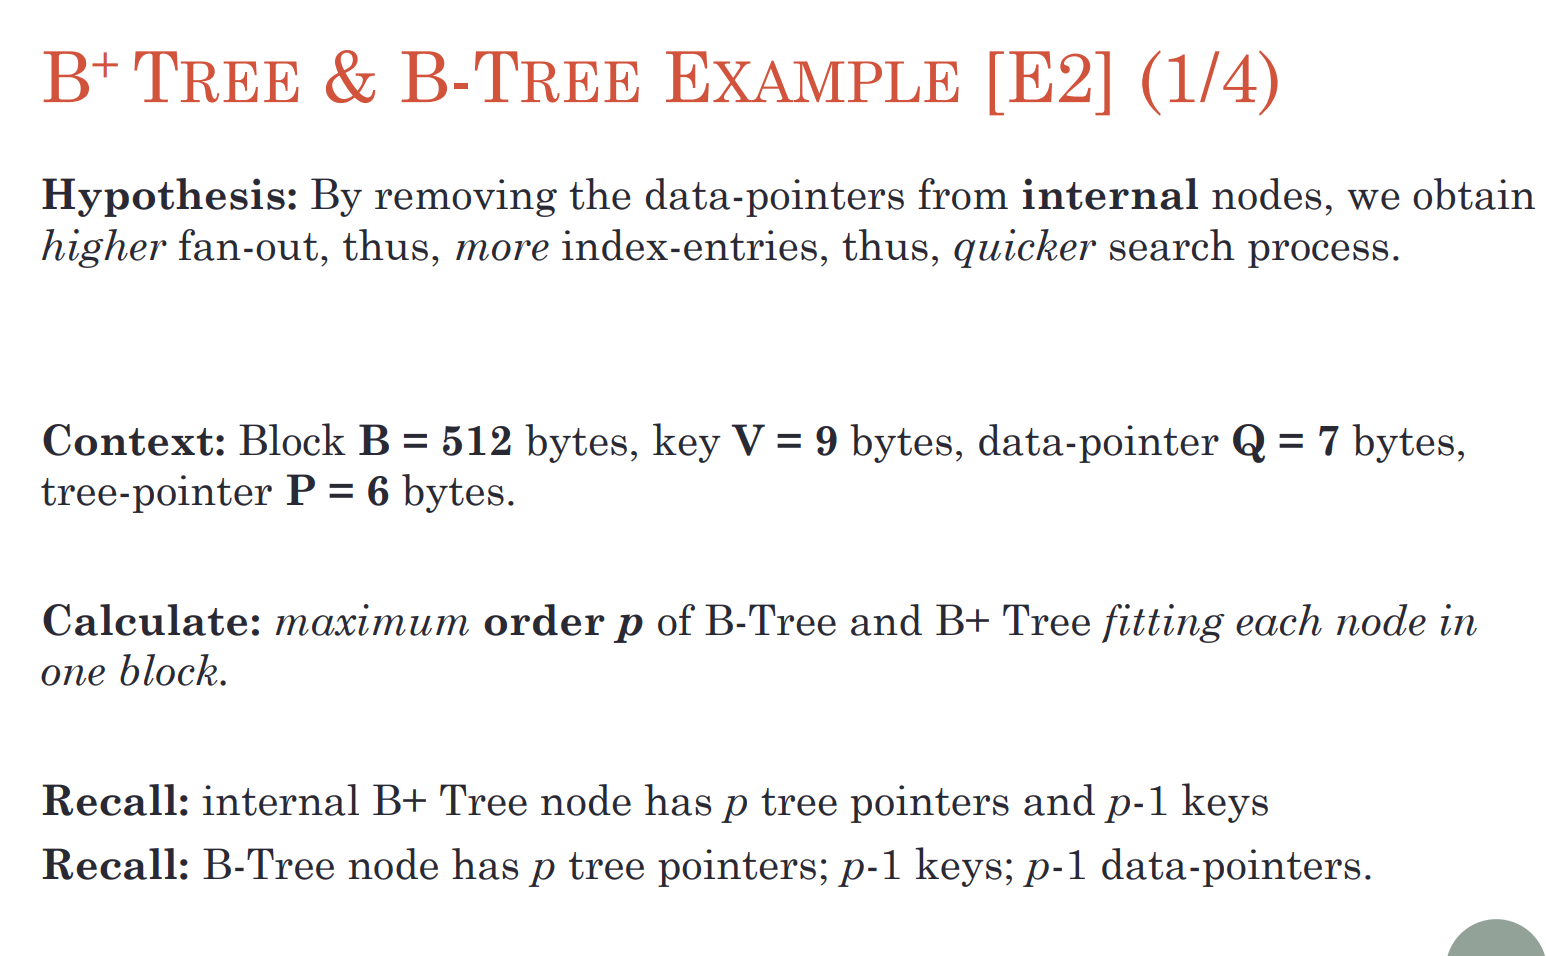 B+ TREE & B-TREE EXAMPLE [E2] (1/4)
Hypothesis: By removing the data-pointers from internal nodes, we obtain
higher fan-out, thus, more index-entries, thus, quicker search process.
Context: Block B = 512 bytes, key V = 9 bytes, data-pointer Q = 7 bytes,
tree-pointer P = 6 bytes.
Calculate: maximum order p of B-Tree and B+ Tree fitting each node in
one block.
Recall: internal B+ Tree node has p tree pointers and p-1 keys
Recall: B-Tree node has p tree pointers; p-1 keys; p-1 data-pointers.